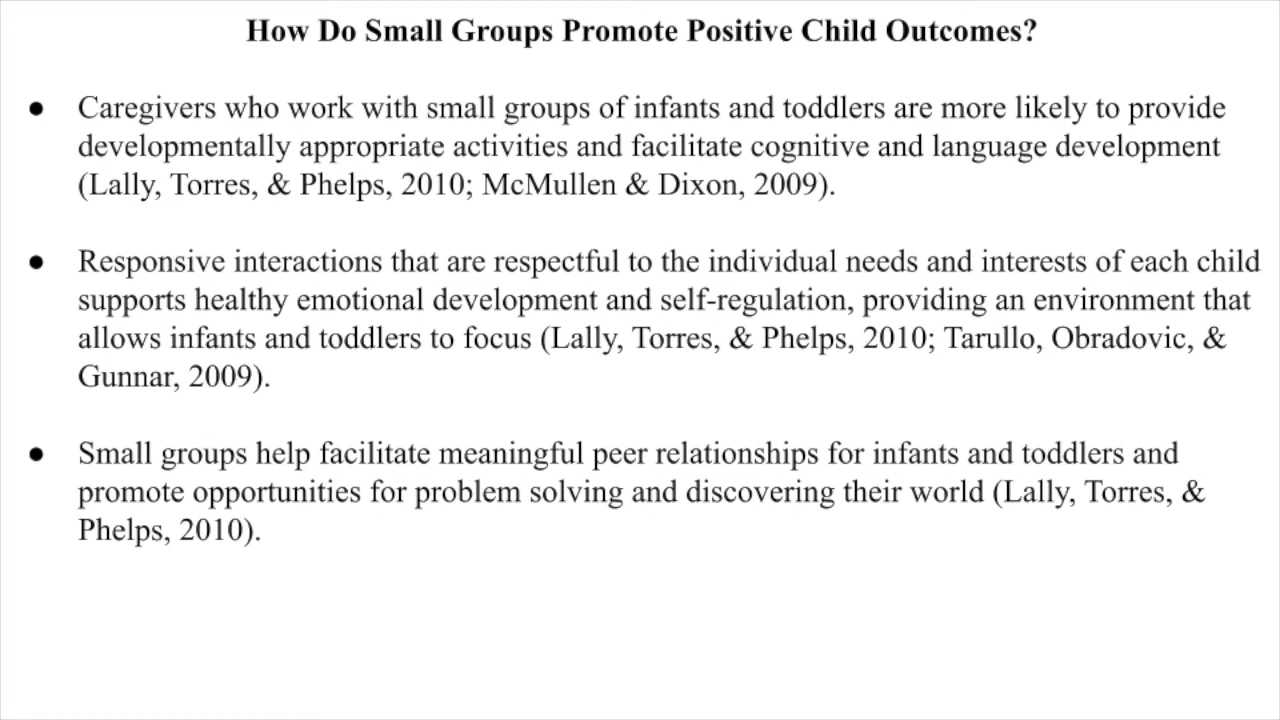 How Do Small Groups Promote Positive Child Outcomes?
● Caregivers who work with small groups of infants and toddlers are more likely to provide
developmentally appropriate activities and facilitate cognitive and language development
(Lally, Torres, & Phelps, 2010; McMullen & Dixon, 2009).
● Responsive interactions that are respectful to the individual needs and interests of each child
supports healthy emotional development and self-regulation, providing an environment that
allows infants and toddlers to focus (Lally, Torres, & Phelps, 2010; Tarullo, Obradovic, &
Gunnar, 2009).
● Small groups help facilitate meaningful peer relationships for infants and toddlers and
promote opportunities for problem solving and discovering their world (Lally, Torres, &
Phelps, 2010).